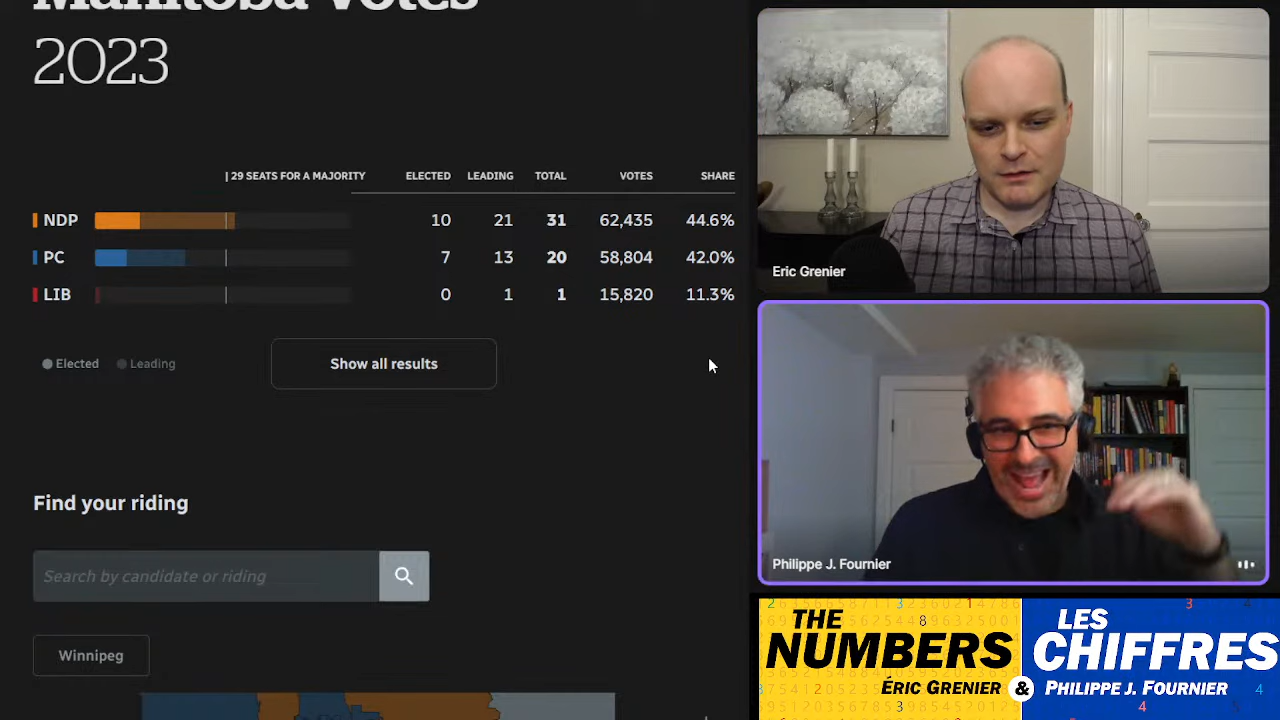 Manitoba Votes
2023
| 29 SEATS FOR A MAJORITY ELECTED LEADING TOTAL VOTES SHARE
NDP 10 21 31 62,435 44.6%
PC 7 13 20 58,804 42.0%
LIB 0 1 1 15,820 11.3%
Elected Leading
Show all results
Find your riding
Search by candidate or riding
Winnipeg
Eric Grenier
Philippe J. Fournier
THE
NUMBERS
ÉRIC GRENIER
&
LES
CHIFFRES
PHILIPPE J. FOURNIER